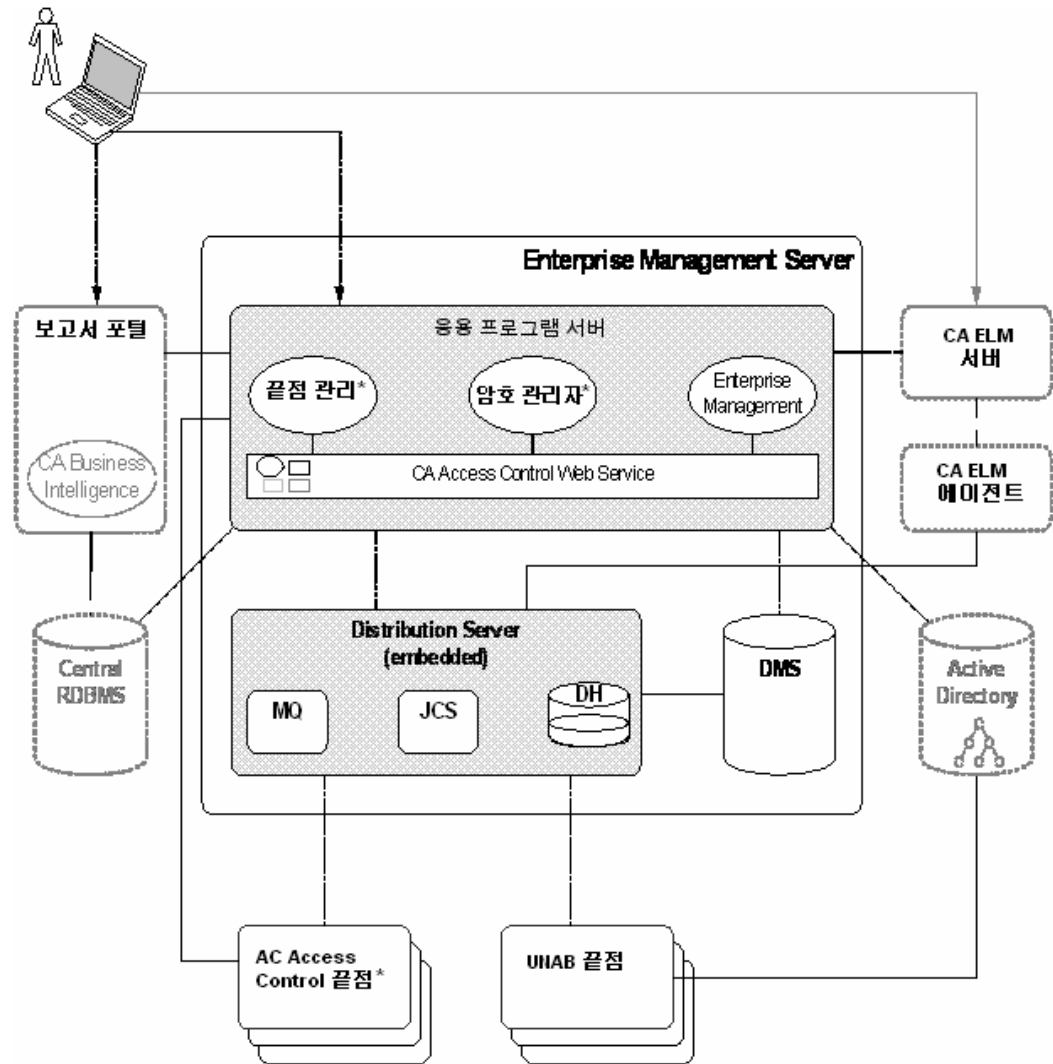 Enterprise Management Server
보고서 포털
응용 프로그램 서버
CA ELM
서버
끝점 관리*
암호 관리자*
Enterprise
Management
CA Business
Intelligence
CA Access Control Web Service
CA ELM
에이전트
Central
RDBMS
Distribution Server
(embedded)
MQ
JCS
DH
DMS
Active
Directory
AC Access
Control 끝점*
UNAB 끝점